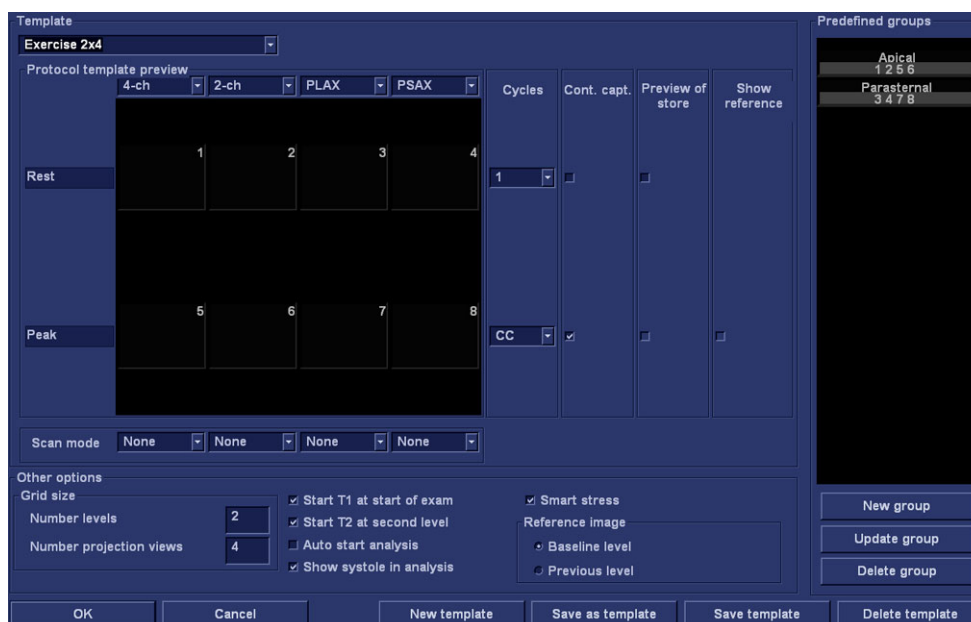 Template
Predefined groups
Exercise 2x4
Apical
1 2 5 6
Parasternal
3 4 7 8
Protocol template preview
4-ch 2-ch PLAX PSAX
Cycles Cont. capt. Preview of store Show reference
1 2 3 4
Rest
1
5 6 7 8
Peak
CC
Scan mode None None None None
Other options
Grid size
Number levels 2
Number projection views 4
Start T1 at start of exam
Start T2 at second level
Auto start analysis
Show systole in analysis
Smart stress
Reference image
Baseline level
Previous level
New group
Update group
Delete group
OK Cancel New template Save as template Save template Delete template